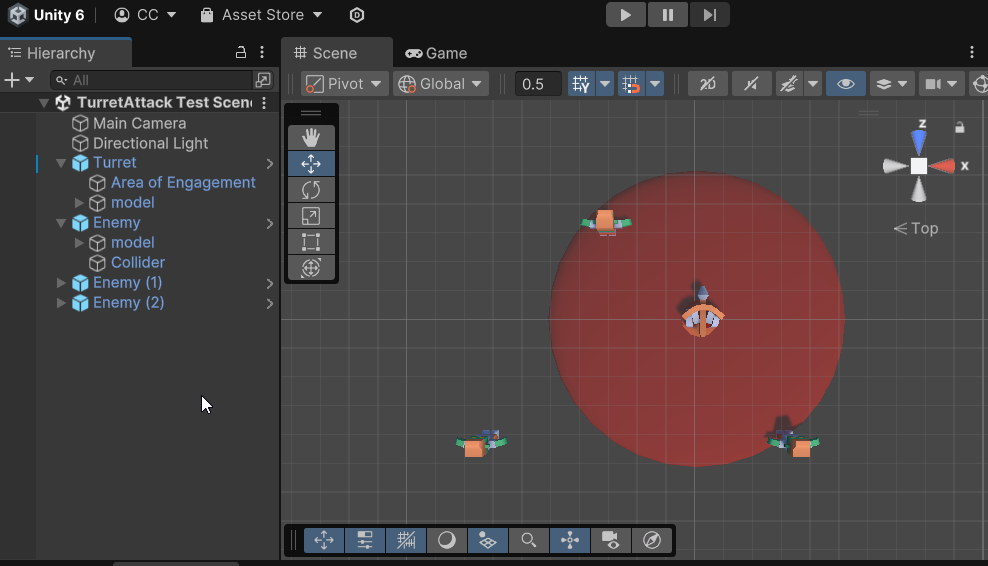 Unity 6 CC Asset Store
Hierarchy
Scene Game
All
Pivot Global 0.5 2D
TurretAttack Test Scen
Main Camera
Directional Light
Turret
Area of Engagement
model
Enemy
model
Collider
Enemy (1)
Enemy (2)
z
x
Top